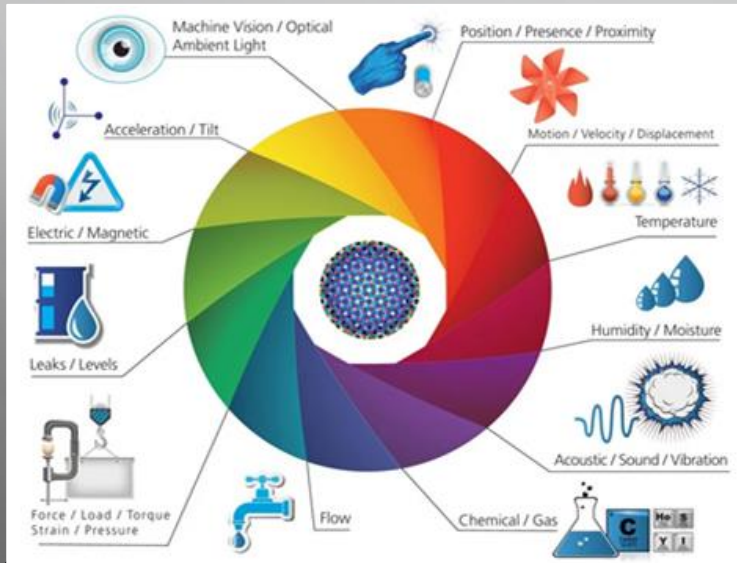 Machine Vision / Optical
Ambient Light
Position / Presence / Proximity
Acceleration / Tilt
Motion / Velocity / Displacement
Electric / Magnetic
Temperature
Leaks / Levels
Humidity / Moisture
Force / Load / Torque
Strain / Pressure
Flow
Chemical / Gas
Acoustic / Sound / Vibration
C